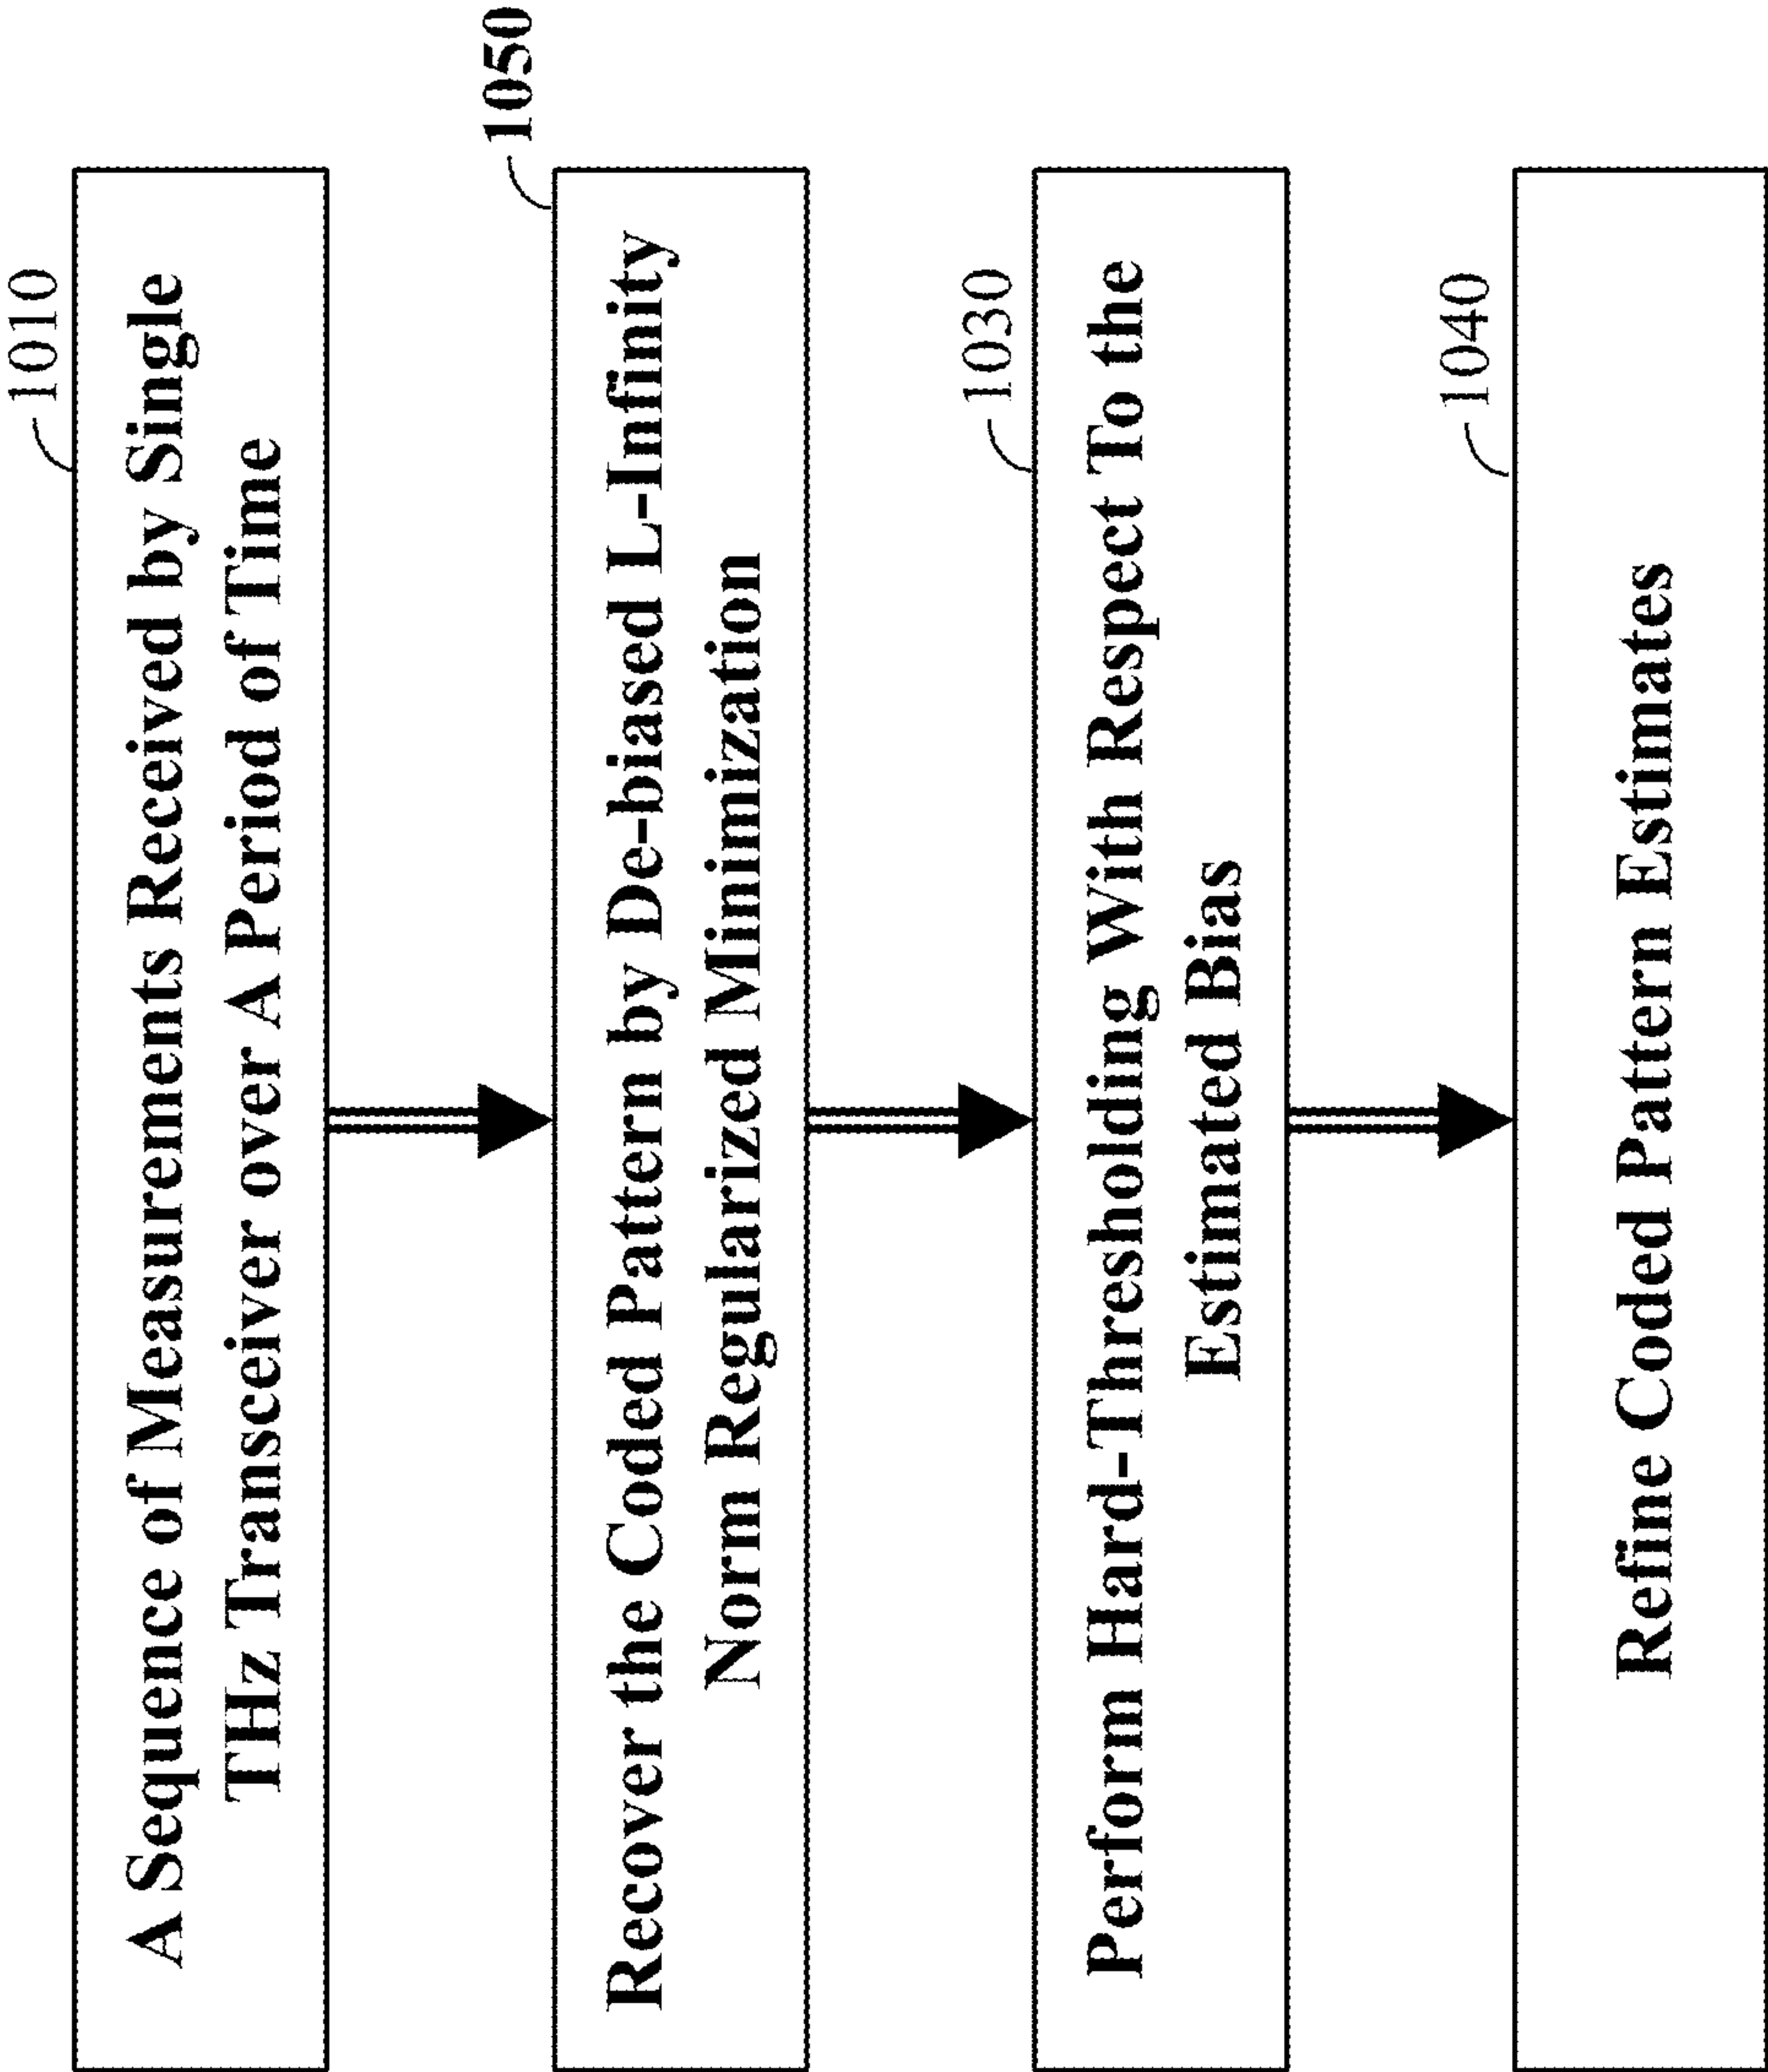 1010
A Sequence of Measurements Received by Single
THz Transceiver over A Period of Time
1050
Recover the Coded Pattern by De-biased L-Infinity
Norm Regularized Minimization
1030
Perform Hard-Thresholding With Respect To the
Estimated Bias
1040
Refine Coded Pattern Estimates